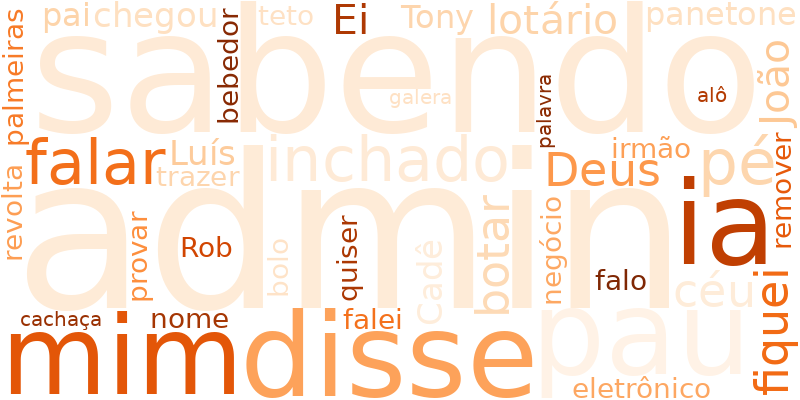 pai
chegou
bebedor
teto
Ei
Tony
lotário
panetone
palmeiras
sabendo
galera
palavra
alô
João
falar
Luís
trazer
inchado
irmão
Deus
pé
remover
revolta
admin
ia
provar
Rob
bolo
quiser
Cadê
botar
negócio
falo
céu
fiquei
cachaça
nome
falei
mim
disse
pau
eletrônico